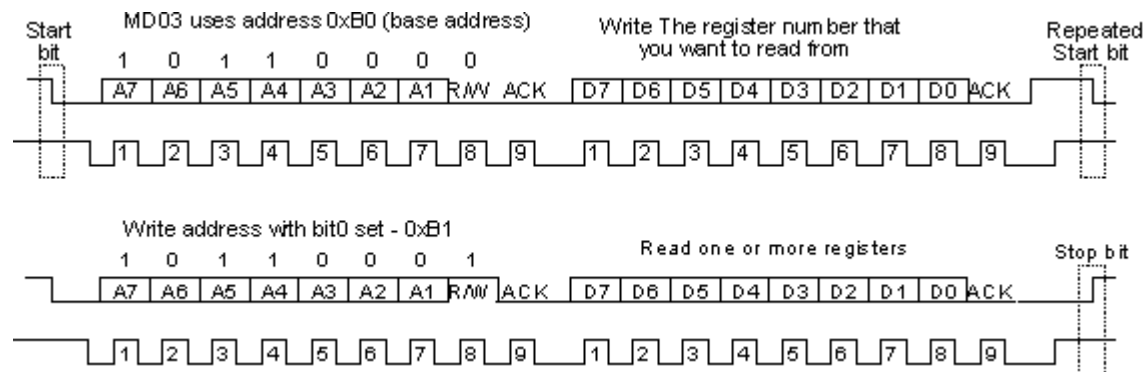 Start bit
MD03 uses address 0xB0 (base address)
Write The register number that
you want to read from
Repeated
Start bit
1 0 1 1 0 0 0 0
A7 A6 A5 A4 A3 A2 A1 R/W ACK D7 D6 D5 D4 D3 D2 D1 D0 ACK
1 2 3 4 5 6 7 8 9 1 2 3 4 5 6 7 8 9
Write address with bit0 set - 0xB1
Read one or more registers
Stop bit
1 0 1 1 0 0 0 1
A7 A6 A5 A4 A3 A2 A1 R/W ACK D7 D6 D5 D4 D3 D2 D1 D0 ACK
1 2 3 4 5 6 7 8 9 1 2 3 4 5 6 7 8 9